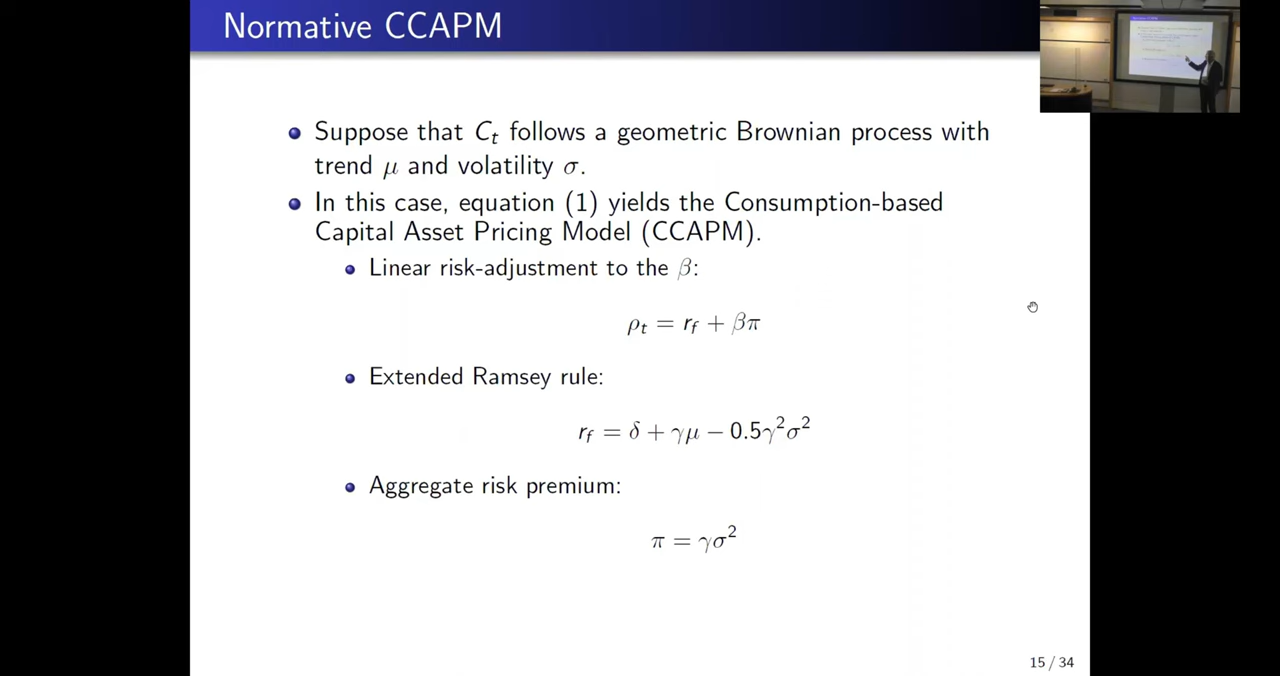 Normative CCAPM
Suppose that Cₜ follows a geometric Brownian process with
trend μ and volatility σ.
In this case, equation (1) yields the Consumption-based
Capital Asset Pricing Model (CCAPM).
Linear risk-adjustment to the β:
ρₜ = r_f + βπ
Extended Ramsey rule:
r_f = δ + γμ − 0.5γ²σ²
Aggregate risk premium:
π = γσ²
15 / 34